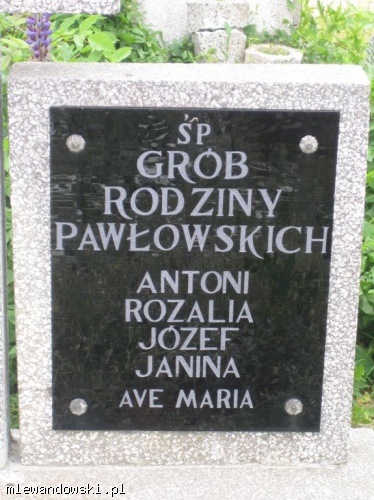 ŚP
GRÓB
RODZINY
PAWŁOWSKICH
ANTONI
ROZALIA
JÓZEF
JANINA
AVE MARIA
mlewandowski.pl